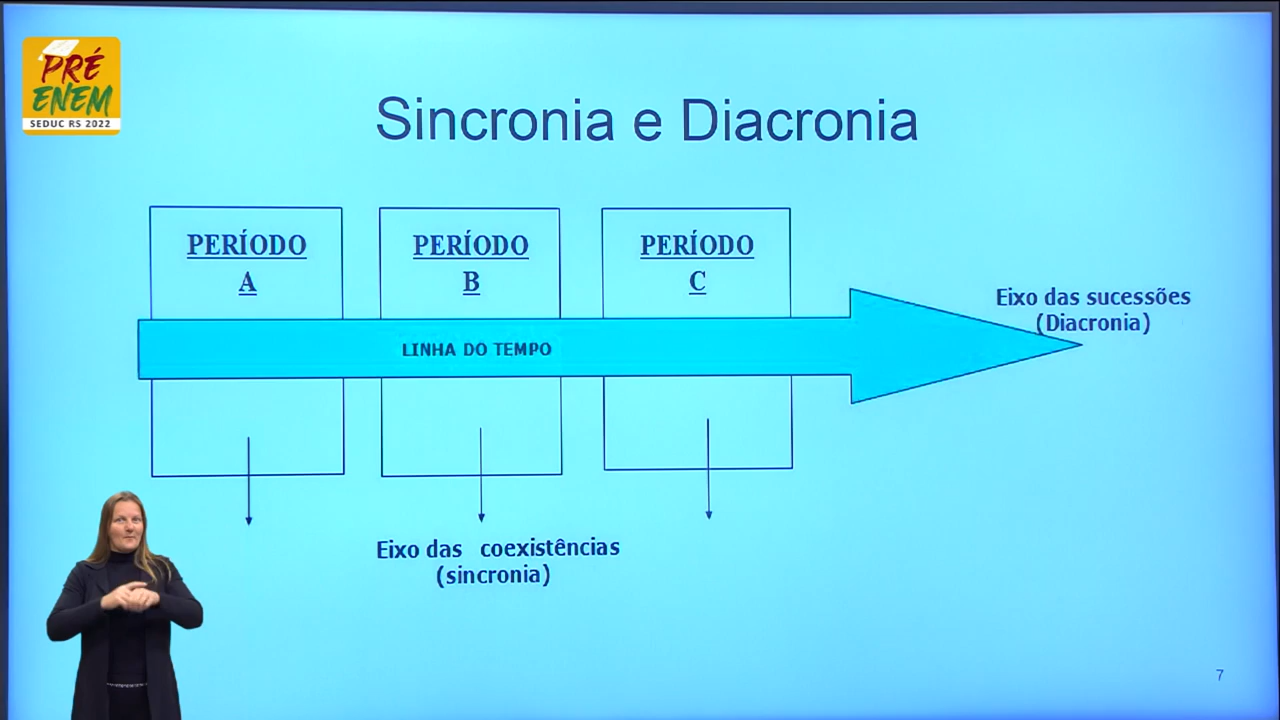 PRÉ
ENEM
SEDUC RS 2022
Sincronia e Diacronia
PERÍODO
A
PERÍODO
B
PERÍODO
C
LINHA DO TEMPO
Eixo das sucessões
(Diacronia)
Eixo das coexistências
(sincronia)
7